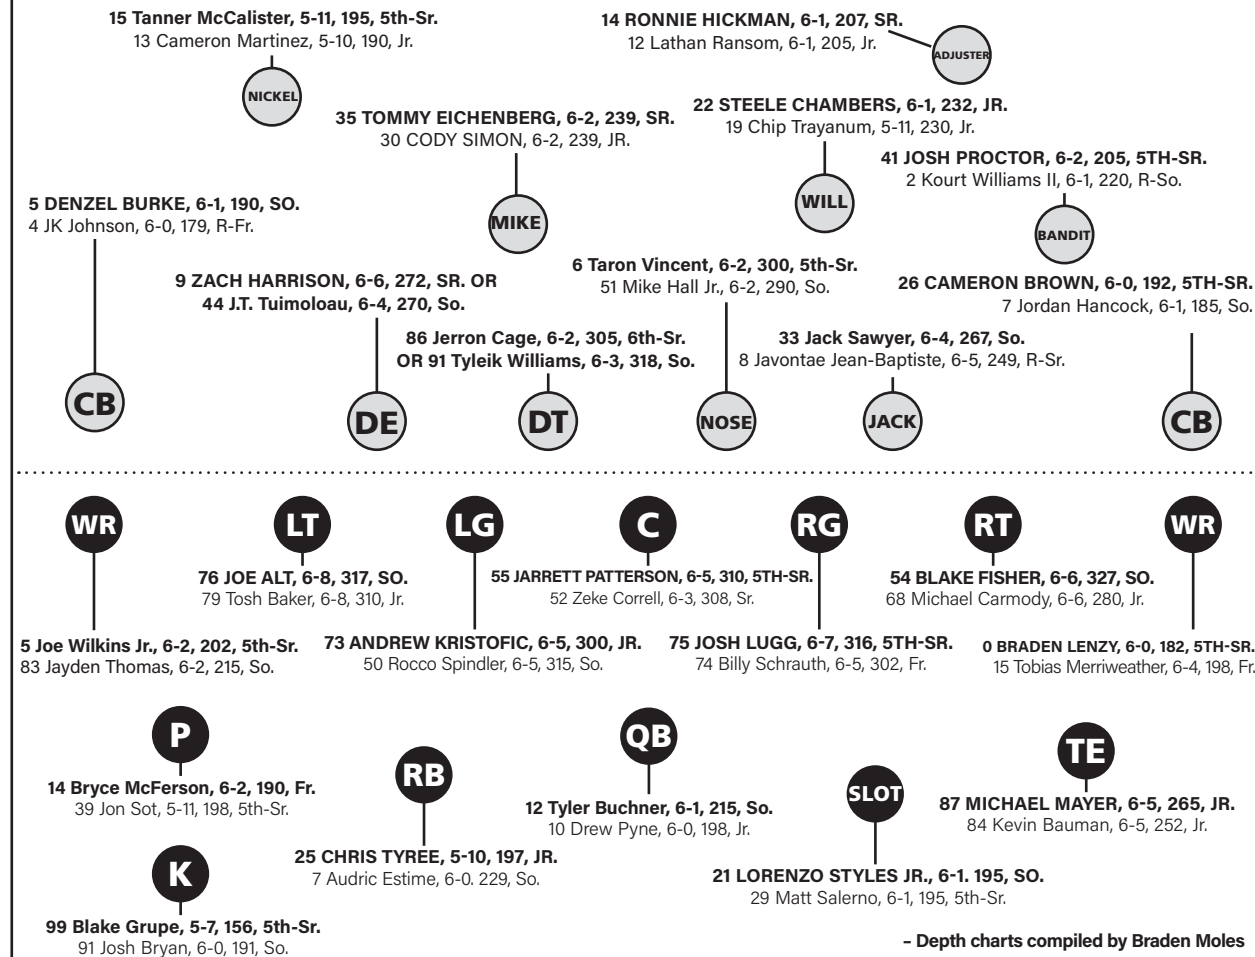 15 Tanner McCalister, 5-11, 195, 5th-Sr.
13 Cameron Martinez, 5-10, 190, Jr.
NICKEL
14 RONNIE HICKMAN, 6-1, 207, SR.
12 Lathan Ransom, 6-1, 205, Jr.
ADJUSTER
35 TOMMY EICHENBERG, 6-2, 239, SR.
30 CODY SIMON, 6-2, 239, JR.
MIKE
22 STEELE CHAMBERS, 6-1, 232, JR.
19 Chip Trayanum, 5-11, 230, Jr.
WILL
41 JOSH PROCTOR, 6-2, 205, 5TH-SR.
2 Kourt Williams II, 6-1, 220, R-So.
BANDIT
5 DENZEL BURKE, 6-1, 190, SO.
4 JK Johnson, 6-0, 179, R-Fr.
CB
9 ZACH HARRISON, 6-6, 272, SR. OR
44 J.T. Tuimoloau, 6-4, 270, So.
DE
86 Jerron Cage, 6-2, 305, 6th-Sr.
OR 91 Tyleik Williams, 6-3, 318, So.
DT
6 Taron Vincent, 6-2, 300, 5th-Sr.
51 Mike Hall Jr., 6-2, 290, So.
NOSE
33 Jack Sawyer, 6-4, 267, So.
8 Javontae Jean-Baptiste, 6-5, 249, R-Sr.
JACK
26 CAMERON BROWN, 6-0, 192, 5TH-SR.
7 Jordan Hancock, 6-1, 185, So.
CB
WR
5 Joe Wilkins Jr., 6-2, 202, 5th-Sr.
83 Jayden Thomas, 6-2, 215, So.
LT
76 JOE ALT, 6-8, 317, SO.
79 Tosh Baker, 6-8, 310, Jr.
LG
73 ANDREW KRISTOFIC, 6-5, 300, JR.
50 Rocco Spindler, 6-5, 315, So.
C
55 JARRETT PATTERSON, 6-5, 310, 5TH-SR.
52 Zeke Correll, 6-3, 308, Sr.
RG
75 JOSH LUGG, 6-7, 316, 5TH-SR.
74 Billy Schrauth, 6-5, 302, Fr.
RT
54 BLAKE FISHER, 6-6, 327, SO.
68 Michael Carmody, 6-6, 280, Jr.
WR
0 BRADEN LENZY, 6-0, 182, 5TH-SR.
15 Tobias Merriweather, 6-4, 198, Fr.
P
14 Bryce McFerson, 6-2, 190, Fr.
39 Jon Sot, 5-11, 198, 5th-Sr.
RB
25 CHRIS TYREE, 5-10, 197, JR.
7 Audric Estime, 6-0. 229, So.
QB
12 Tyler Buchner, 6-1, 215, So.
10 Drew Pyne, 6-0, 198, Jr.
SLOT
21 LORENZO STYLES JR., 6-1. 195, SO.
29 Matt Salerno, 6-1, 195, 5th-Sr.
TE
87 MICHAEL MAYER, 6-5, 265, JR.
84 Kevin Bauman, 6-5, 252, Jr.
K
99 Blake Grupe, 5-7, 156, 5th-Sr.
91 Josh Bryan, 6-0, 191, So.
– Depth charts compiled by Braden Moles